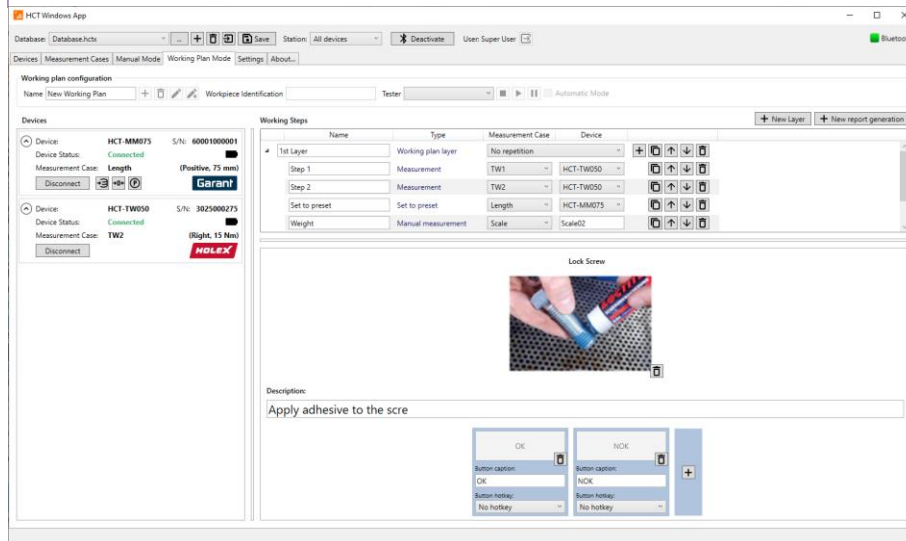 HCT Windows App
Database: Database.hctx ... Save Station: All devices Deactivate User: Super User Bluetoo
Devices Measurement Cases Manual Mode Working Plan Mode Settings About...
Working plan configuration
Name New Working Plan Workpiece Identification Tester Automatic Mode
Devices
Device: HCT-MM075 S/N: 60001000001
Device Status: Connected
Measurement Case: Length (Positive, 75 mm)
Disconnect Garant
Device: HCT-TW050 S/N: 3025000275
Device Status: Connected
Measurement Case: TW2 (Right, 15 Nm)
Disconnect HOLEX
Working Steps + New Layer + New report generation
Name Type Measurement Case Device
1st Layer Working plan layer No repetition
Step 1 Measurement TW1 HCT-TW050
Step 2 Measurement TW2 HCT-TW050
Set to preset Set to preset Length HCT-MM075
Weight Manual measurement Scale Scale02
Lock Screw
LOCTITE
Description:
Apply adhesive to the scre
OK NOK
Button caption: Button caption:
OK NOK
Button hotkey: Button hotkey:
No hotkey No hotkey